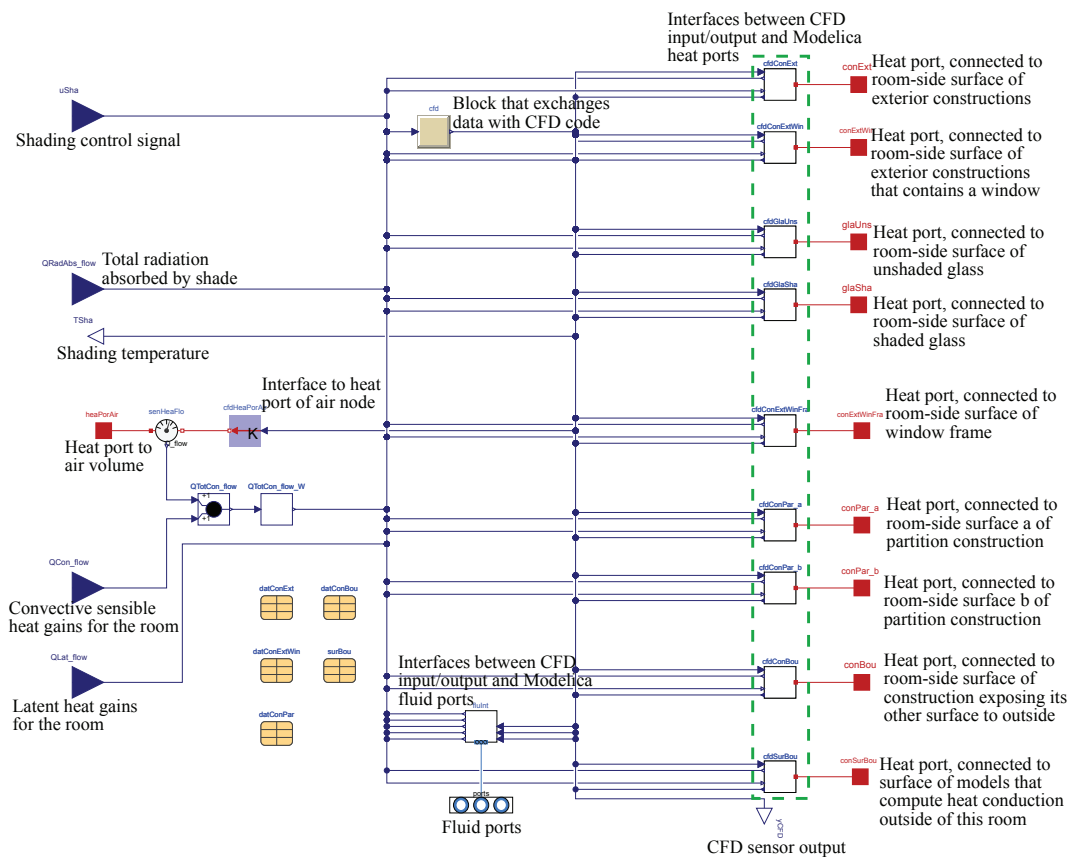 Interfaces between CFD
input/output and Modelica
heat ports
uSha
Shading control signal
cfd
Block that exchanges
data with CFD code
cfdConExt
conExt
Heat port, connected to
room-side surface of
exterior constructions
cfdConExtWin
conExtWin
Heat port, connected to
room-side surface of
exterior constructions
that contains a window
QRadAbs_flow
Total radiation
absorbed by shade
cfdGlaUns
glaUns
Heat port, connected to
room-side surface of
unshaded glass
TSha
Shading temperature
cfdGlaSha
glaSha
Heat port, connected to
room-side surface of
shaded glass
Interface to heat
port of air node
heaPorAir
senHeaFlo
cfdHeaPorAir
K
Q_flow
Heat port to
air volume
cfdConExtWinFra
conExtWinFra
Heat port, connected to
room-side surface of
window frame
QTotCon_flow
QTotCon_flow_W
+1
+1
cfdConPar_a
conPar_a
Heat port, connected to
room-side surface a of
partition construction
QCon_flow
Convective sensible
heat gains for the room
cfdConPar_b
conPar_b
Heat port, connected to
room-side surface b of
partition construction
datConExt
datConBou
datConExtWin
surBou
datConPar
QLat_flow
Latent heat gains
for the room
Interfaces between CFD
input/output and Modelica
fluid ports
fluInt
cfdConBou
conBou
Heat port, connected to
room-side surface of
construction exposing its
other surface to outside
ports
Fluid ports
cfdSurBou
conSurBou
Heat port, connected to
surface of models that
compute heat conduction
outside of this room
yCFD
CFD sensor output